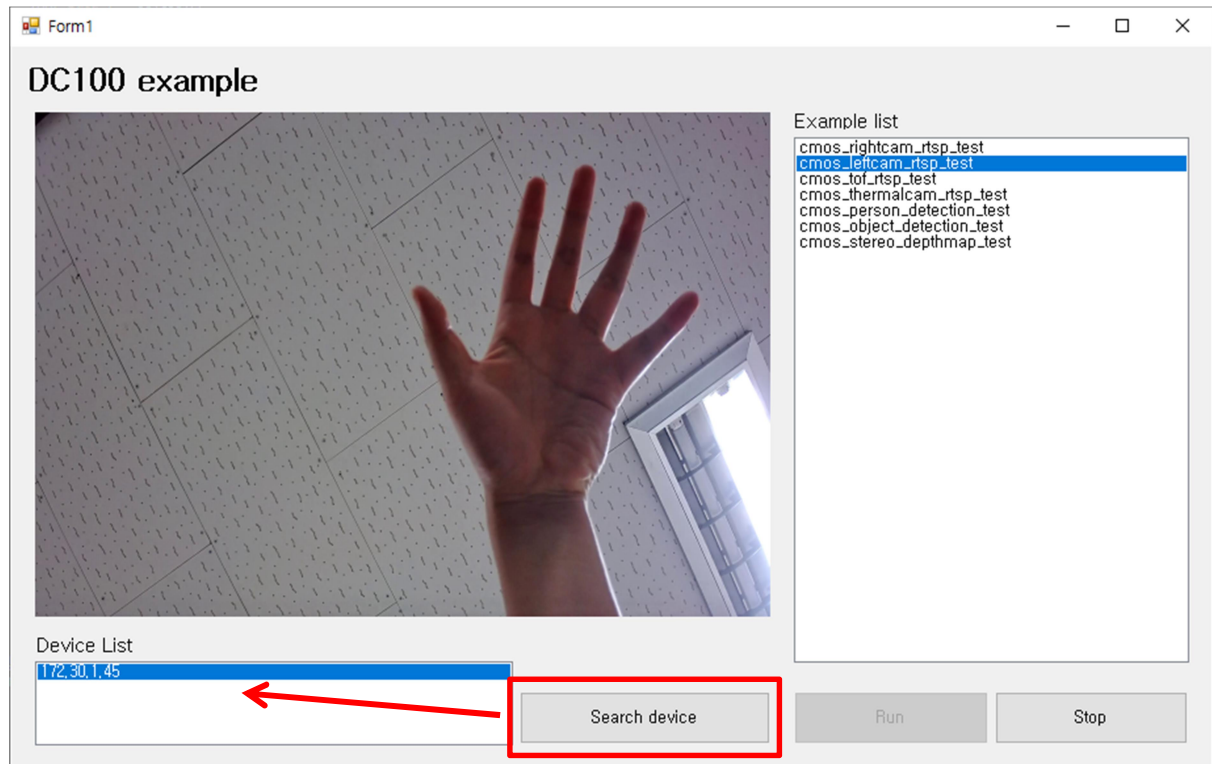 Form1
DC100 example
Example list
cmos_rightcam_rtsp_test
cmos_leftcam_rtsp_test
cmos_tof_rtsp_test
cmos_thermalcam_rtsp_test
cmos_person_detection_test
cmos_object_detection_test
cmos_stereo_depthmap_test
Device List
172,30,1,45
Search device
Run
Stop